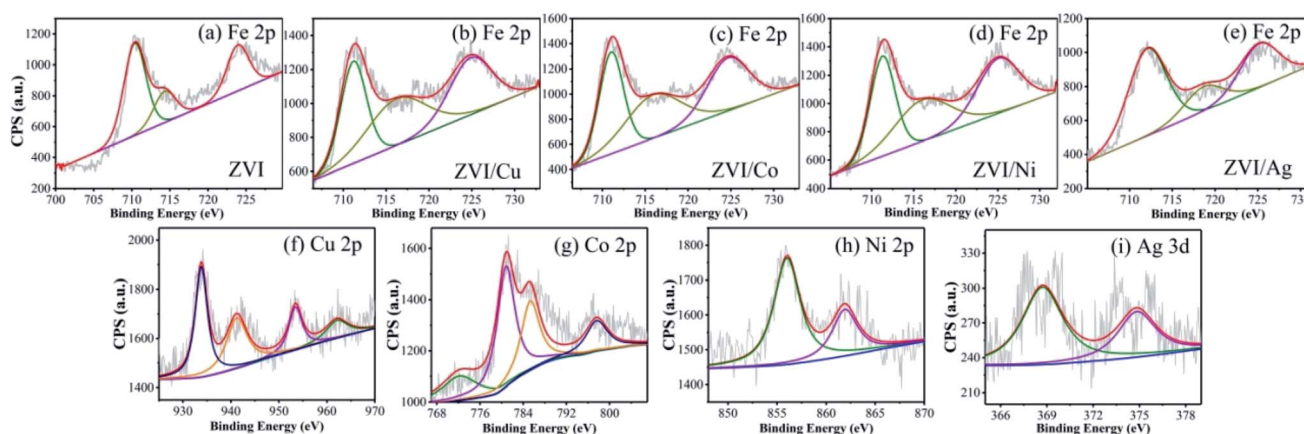 (a) Fe 2p
CPS (a.u.)
1200
1000
800
600
400
200
ZVI
700 705 710 715 720 725 730
Binding Energy (eV)
(b) Fe 2p
1400
1200
1000
800
600
400
ZVI/Cu
710 715 720 725 730
Binding Energy (eV)
(c) Fe 2p
1600
1400
1200
1000
800
600
400
ZVI/Co
710 715 720 725 730
Binding Energy (eV)
(d) Fe 2p
1600
1400
1200
1000
800
600
400
ZVI/Ni
710 715 720 725 730
Binding Energy (eV)
(e) Fe 2p
1200
1000
800
600
400
200
ZVI/Ag
710 715 720 725 730
Binding Energy (eV)
(f) Cu 2p
CPS (a.u.)
2000
1800
1600
1400
930 940 950 960 970
Binding Energy (eV)
(g) Co 2p
CPS (a.u.)
1600
1400
1200
1000
768 776 784 792 800
Binding Energy (eV)
(h) Ni 2p
CPS (a.u.)
1800
1700
1600
1500
1400
850 855 860 865 870
Binding Energy (eV)
(i) Ag 3d
CPS (a.u.)
330
300
270
240
210
366 369 372 375 378
Binding Energy (eV)